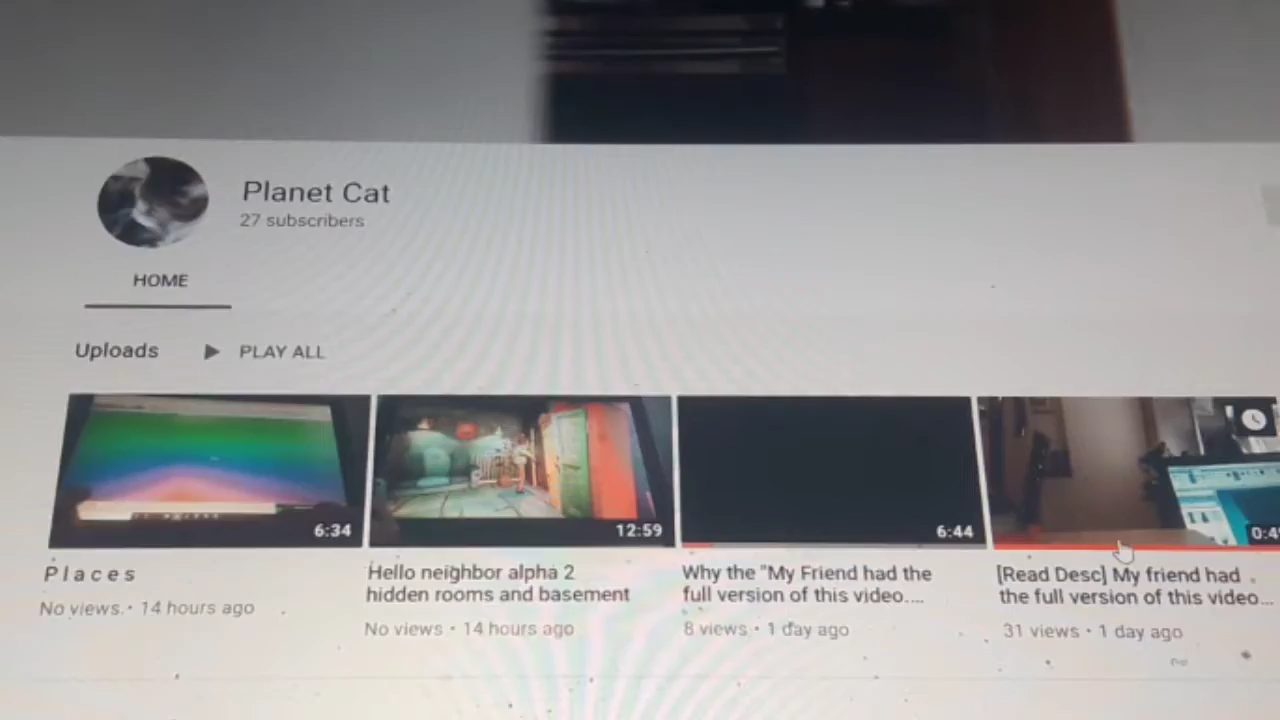 Planet Cat
27 subscribers
HOME
Uploads
PLAY ALL
6:34
12:59
6:44
Places
Hello neighbor alpha 2
hidden rooms and basement
Why the "My Friend had the
full version of this video....
[Read Desc] My friend had
the full version of this video...
No views • 14 hours ago
No views • 14 hours ago
8 views • 1 day ago
31 views • 1 day ago